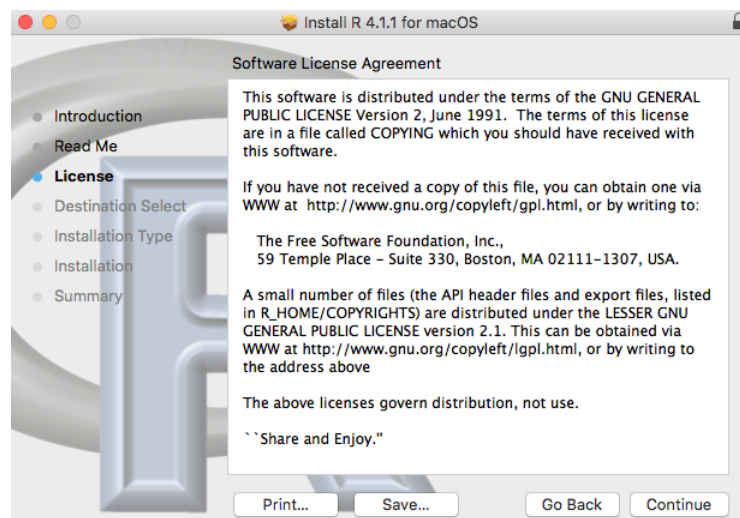 Install R 4.1.1 for macOS
Software License Agreement
Introduction
Read Me
License
Destination Select
Installation Type
Installation
Summary
This software is distributed under the terms of the GNU GENERAL
PUBLIC LICENSE Version 2, June 1991.  The terms of this license
are in a file called COPYING which you should have received with
this software.
If you have not received a copy of this file, you can obtain one via
WWW at  http://www.gnu.org/copyleft/gpl.html, or by writing to:
The Free Software Foundation, Inc.,
59 Temple Place – Suite 330, Boston, MA 02111–1307, USA.
A small number of files (the API header files and export files, listed
in R_HOME/COPYRIGHTS) are distributed under the LESSER GNU
GENERAL PUBLIC LICENSE version 2.1. This can be obtained via
WWW at http://www.gnu.org/copyleft/lgpl.html, or by writing to
the address above
The above licenses govern distribution, not use.
``Share and Enjoy."
Print... Save... Go Back Continue